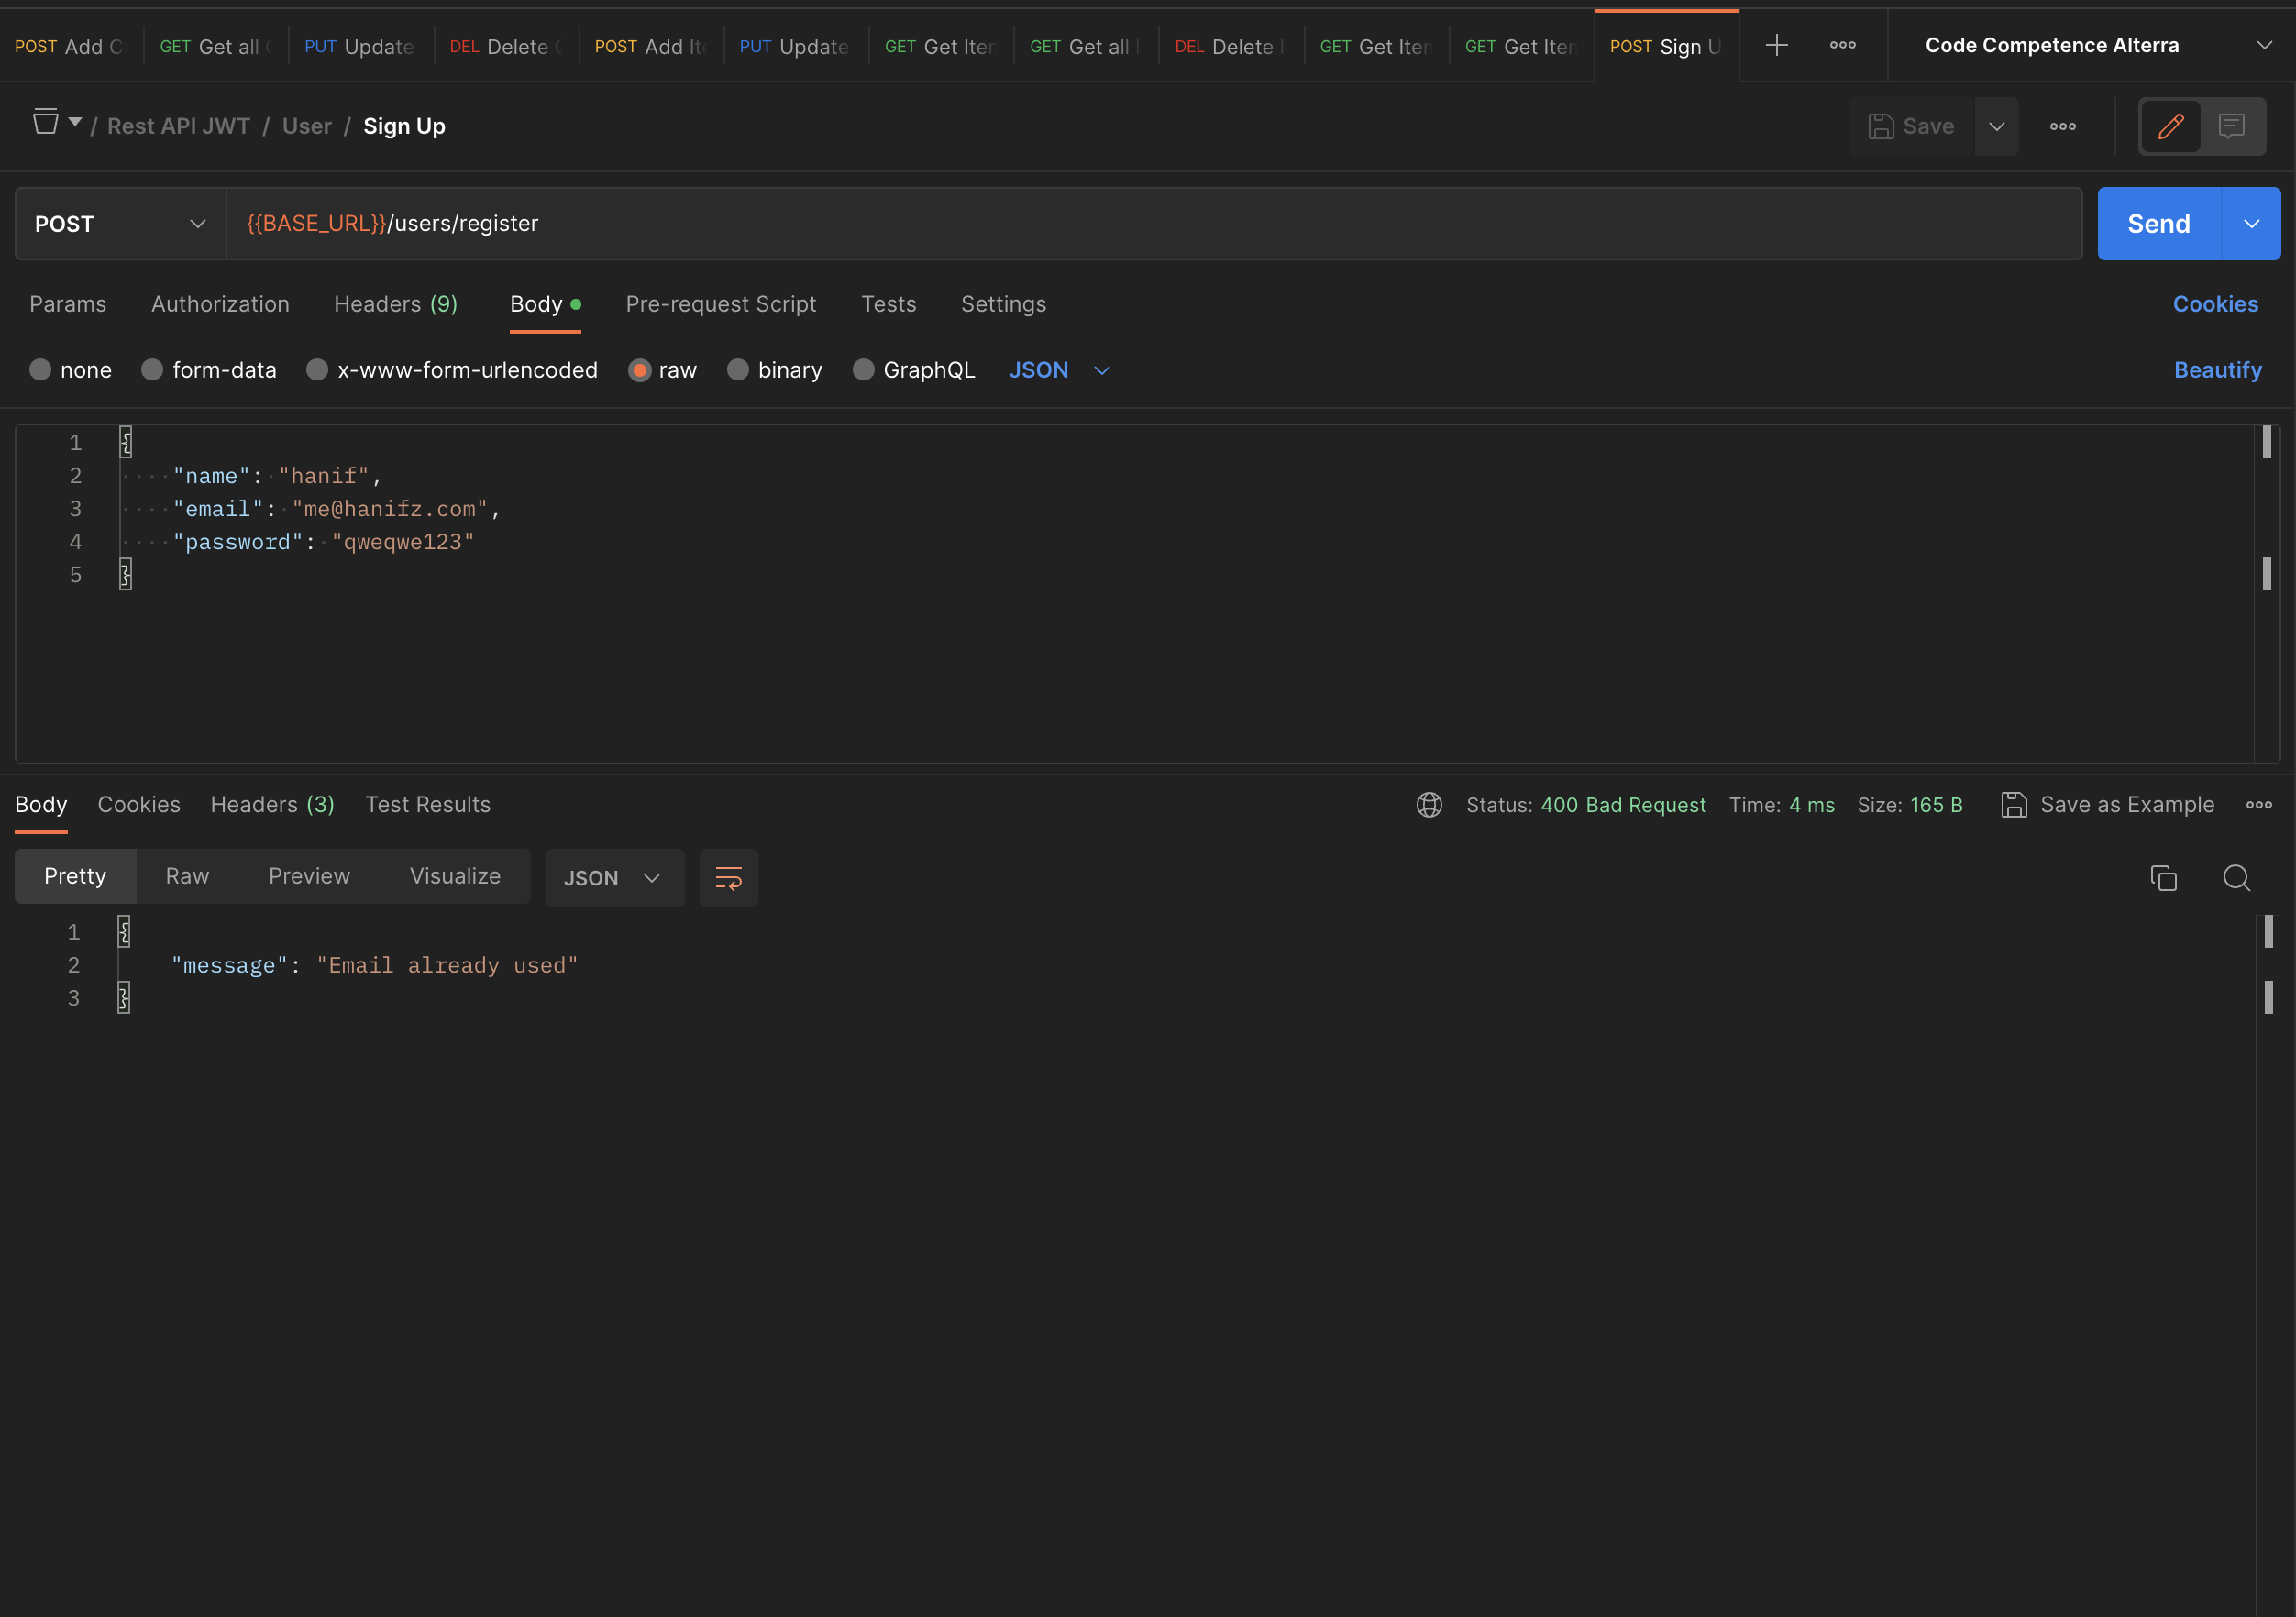 POST Add C GET Get all PUT Update DEL Delete POST Add Ite PUT Update GET Get Iter GET Get all DEL Delete GET Get Iter GET Get Iter POST Sign U Code Competence Alterra
/ Rest API JWT / User / Sign Up Save
POST {{BASE_URL}}/users/register Send
Params Authorization Headers (9) Body Pre-request Script Tests Settings Cookies
none form-data x-www-form-urlencoded raw binary GraphQL JSON Beautify
1 {
2 "name": "hanif",
3 "email": "me@hanifz.com",
4 "password": "qweqwe123"
5 }
Body Cookies Headers (3) Test Results Status: 400 Bad Request Time: 4 ms Size: 165 B Save as Example
Pretty Raw Preview Visualize JSON
1 {
2 "message": "Email already used"
3 }